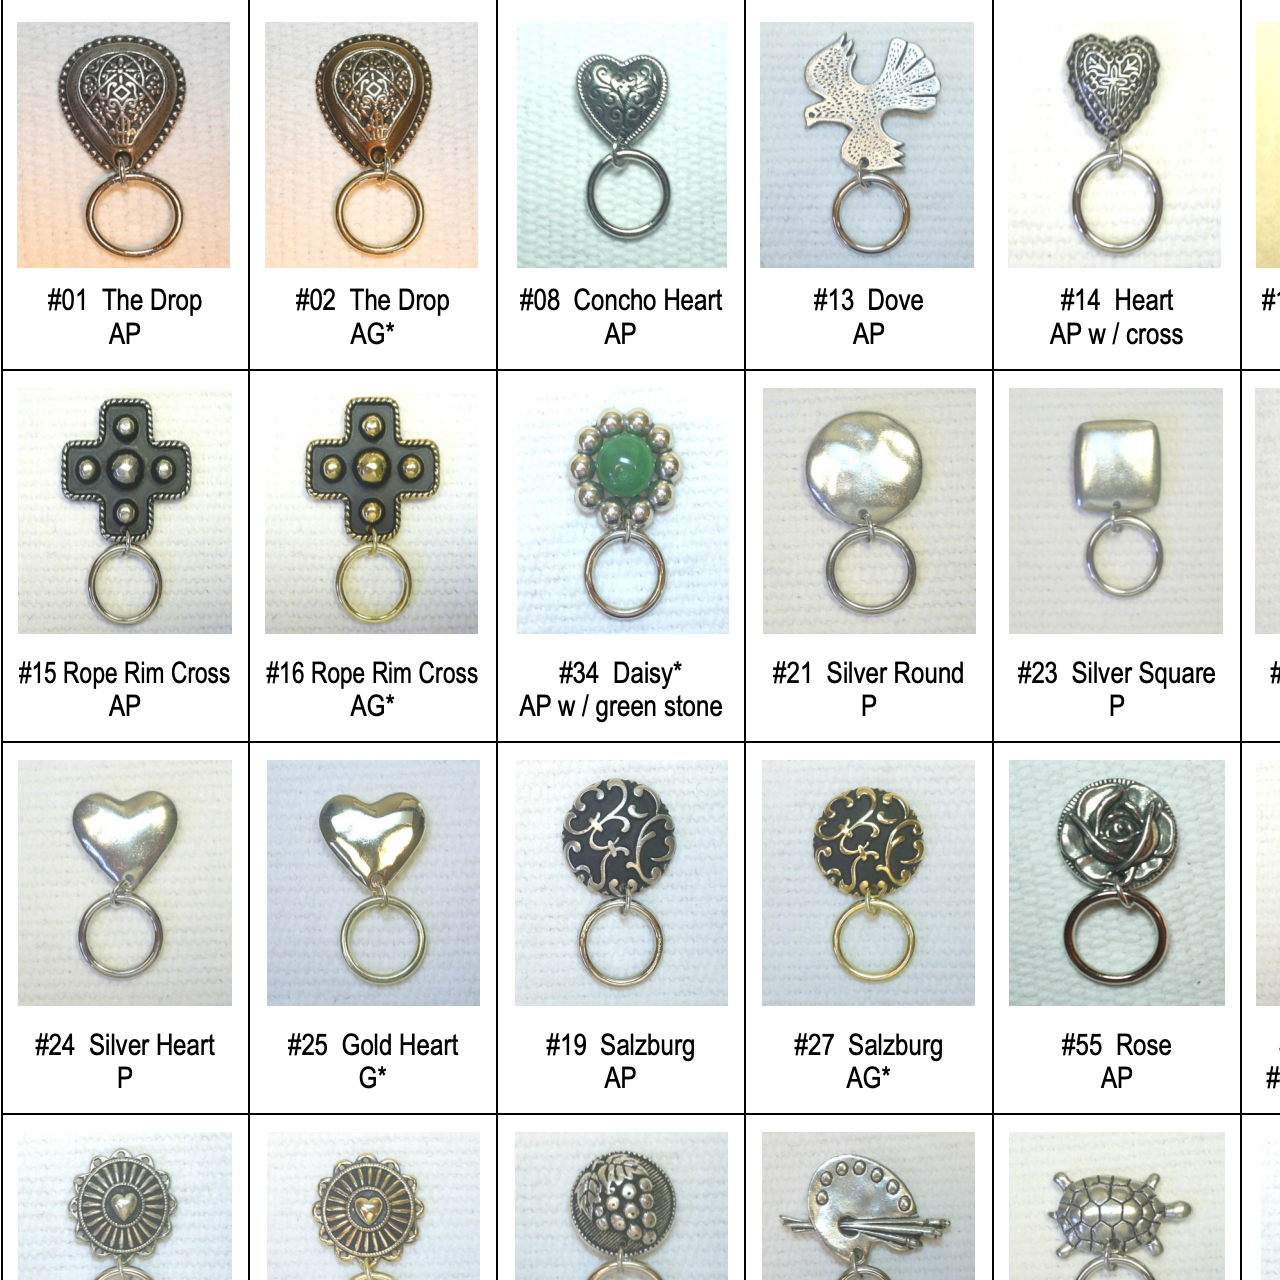 #01 The Drop
AP
#02 The Drop
AG*
#08 Concho Heart
AP
#13 Dove
AP
#14 Heart
AP w / cross
#15 Rope Rim Cross
AP
#16 Rope Rim Cross
AG*
#34 Daisy*
AP w / green stone
#21 Silver Round
P
#23 Silver Square
P
#24 Silver Heart
P
#25 Gold Heart
G*
#19 Salzburg
AP
#27 Salzburg
AG*
#55 Rose
AP